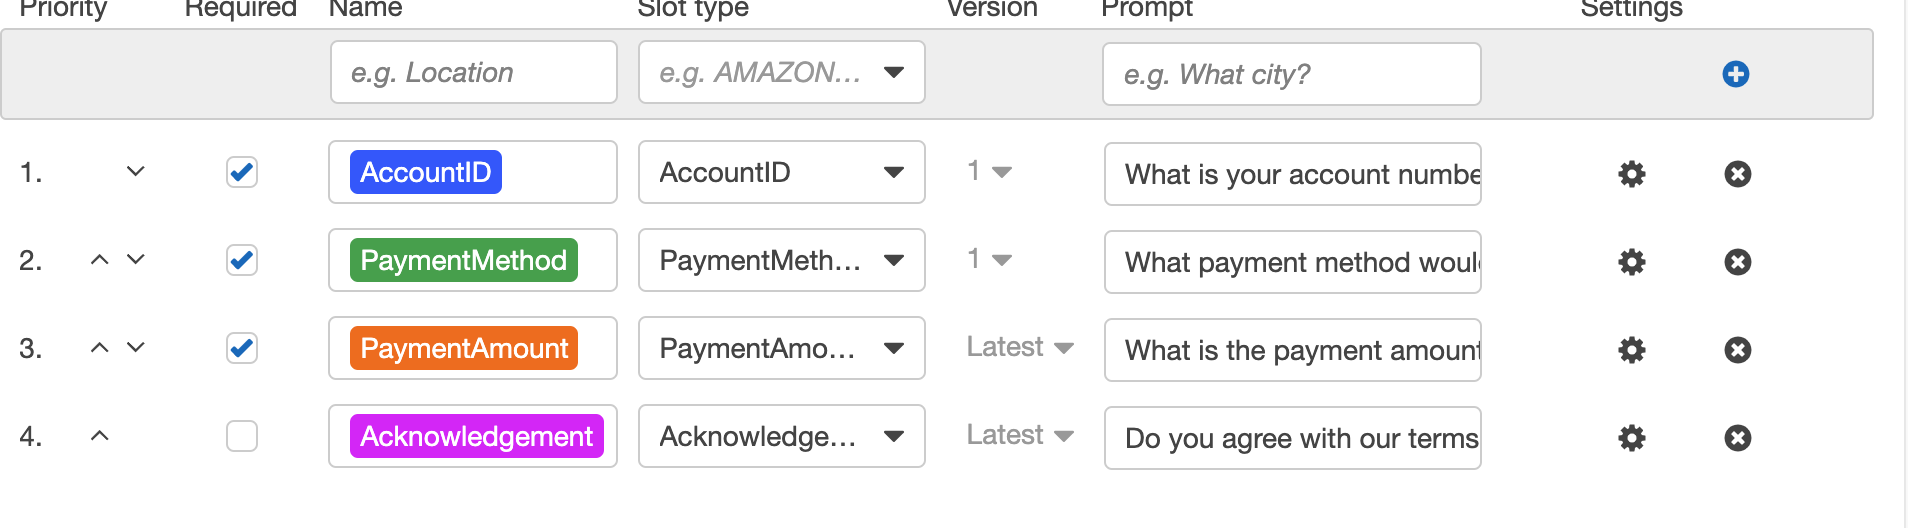 Priority Required Name Slot type Version Prompt Settings
e.g. Location e.g. AMAZON... e.g. What city?
1. AccountID AccountID 1 What is your account numbe
2. PaymentMethod PaymentMeth... 1 What payment method woul
3. PaymentAmount PaymentAmo... Latest What is the payment amount
4. Acknowledgement Acknowledge... Latest Do you agree with our terms